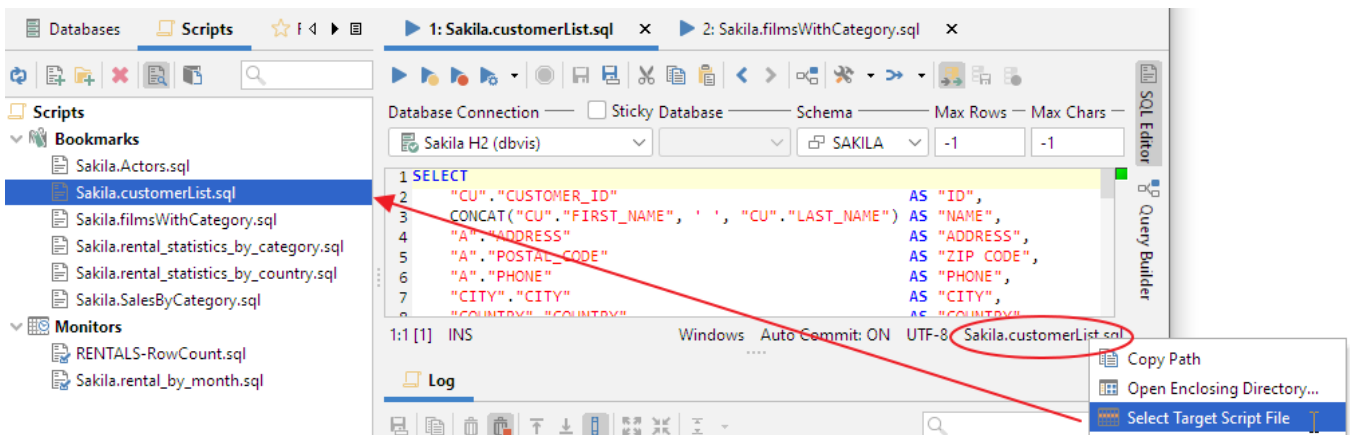 Databases Scripts
1: Sakila.customerList.sql 2: Sakila.filmsWithCategory.sql
Scripts
Bookmarks
Sakila.Actors.sql
Sakila.customerList.sql
Sakila.filmsWithCategory.sql
Sakila.rental_statistics_by_category.sql
Sakila.rental_statistics_by_country.sql
Sakila.SalesByCategory.sql
Monitors
RENTALS-RowCount.sql
Sakila.rental_by_month.sql
Database Connection Sticky Database Schema Max Rows Max Chars
Sakila H2 (dbvis) SAKILA -1 -1
1 SELECT
2 "CU"."CUSTOMER_ID" AS "ID",
3 CONCAT("CU"."FIRST_NAME", ' ', "CU"."LAST_NAME") AS "NAME",
4 "A"."ADDRESS" AS "ADDRESS",
5 "A"."POSTAL_CODE" AS "ZIP CODE",
6 "A"."PHONE" AS "PHONE",
7 "CITY"."CITY" AS "CITY",
"COUNTRY"."COUNTRY" AS "COUNTRY"
1:1 [1] INS Windows Auto Commit: ON UTF-8 Sakila.customerList.sql
SQL Editor
Query Builder
Log
Copy Path
Open Enclosing Directory...
Select Target Script File